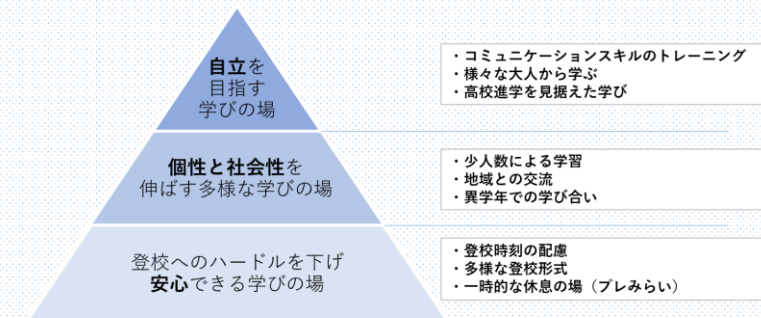 自立を
目指す
学びの場
・コミュニケーションスキルのトレーニング
・様々な大人から学ぶ
・高校進学を見据えた学び
個性と社会性を
伸ばす多様な学びの場
・少人数による学習
・地域との交流
・異学年での学び合い
登校へのハードルを下げ
安心できる学びの場
・登校時刻の配慮
・多様な登校形式
・一時的な休息の場（プレみらい）